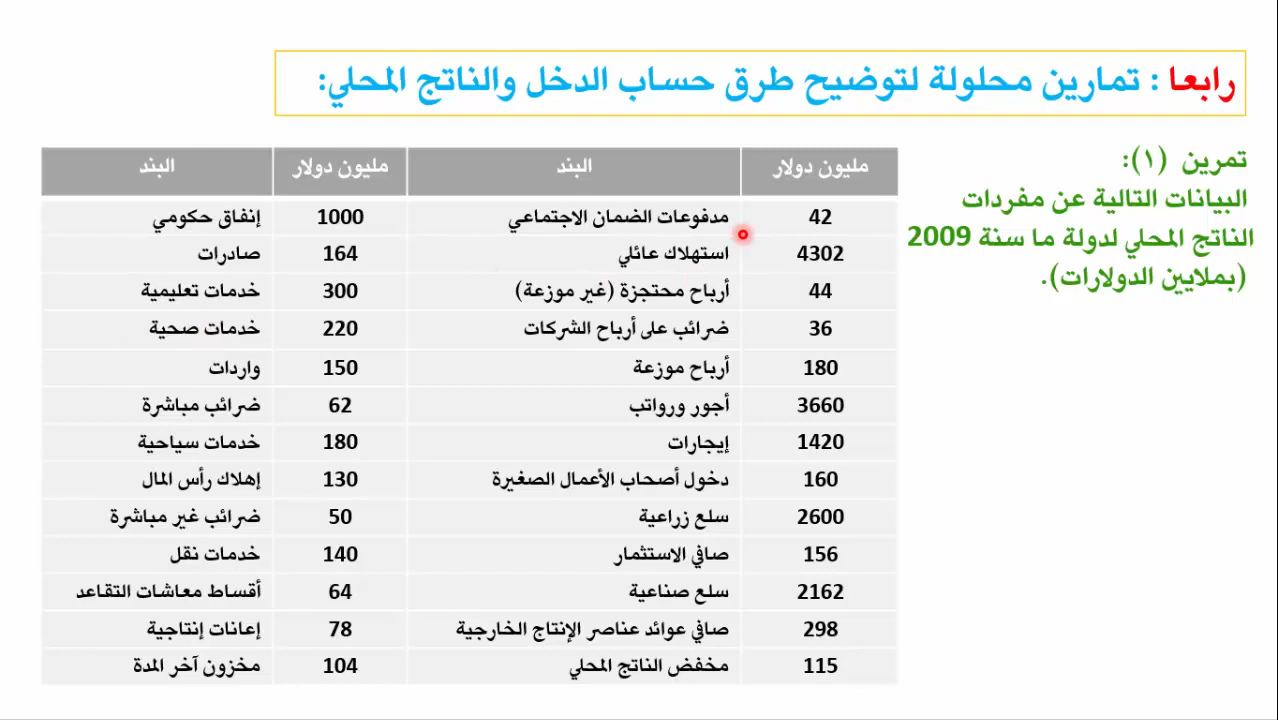 رابعا : تمارين محلولة لتوضيح طرق حساب الدخل والناتج المحلي:
تمرين (١):
البيانات التالية عن مفردات
الناتج المحلي لدولة ما سنة 2009
(بملايين الدولارات).
مليون دولار البند مليون دولار البند
42 مدفوعات الضمان الاجتماعي 1000 إنفاق حكومي
4302 استهلاك عائلي 164 صادرات
44 أرباح محتجزة (غير موزعة) 300 خدمات تعليمية
36 ضرائب على أرباح الشركات 220 خدمات صحية
180 أرباح موزعة 150 واردات
3660 أجور ورواتب 62 ضرائب مباشرة
1420 إيجارات 180 خدمات سياحية
160 دخول أصحاب الأعمال الصغيرة 130 إهلاك رأس المال
2600 سلع زراعية 50 ضرائب غير مباشرة
156 صافي الاستثمار 140 خدمات نقل
2162 سلع صناعية 64 أقساط معاشات التقاعد
298 صافي عوائد عناصر الإنتاج الخارجية 78 إعانات إنتاجية
115 مخفض الناتج المحلي 104 مخزون آخر المدة